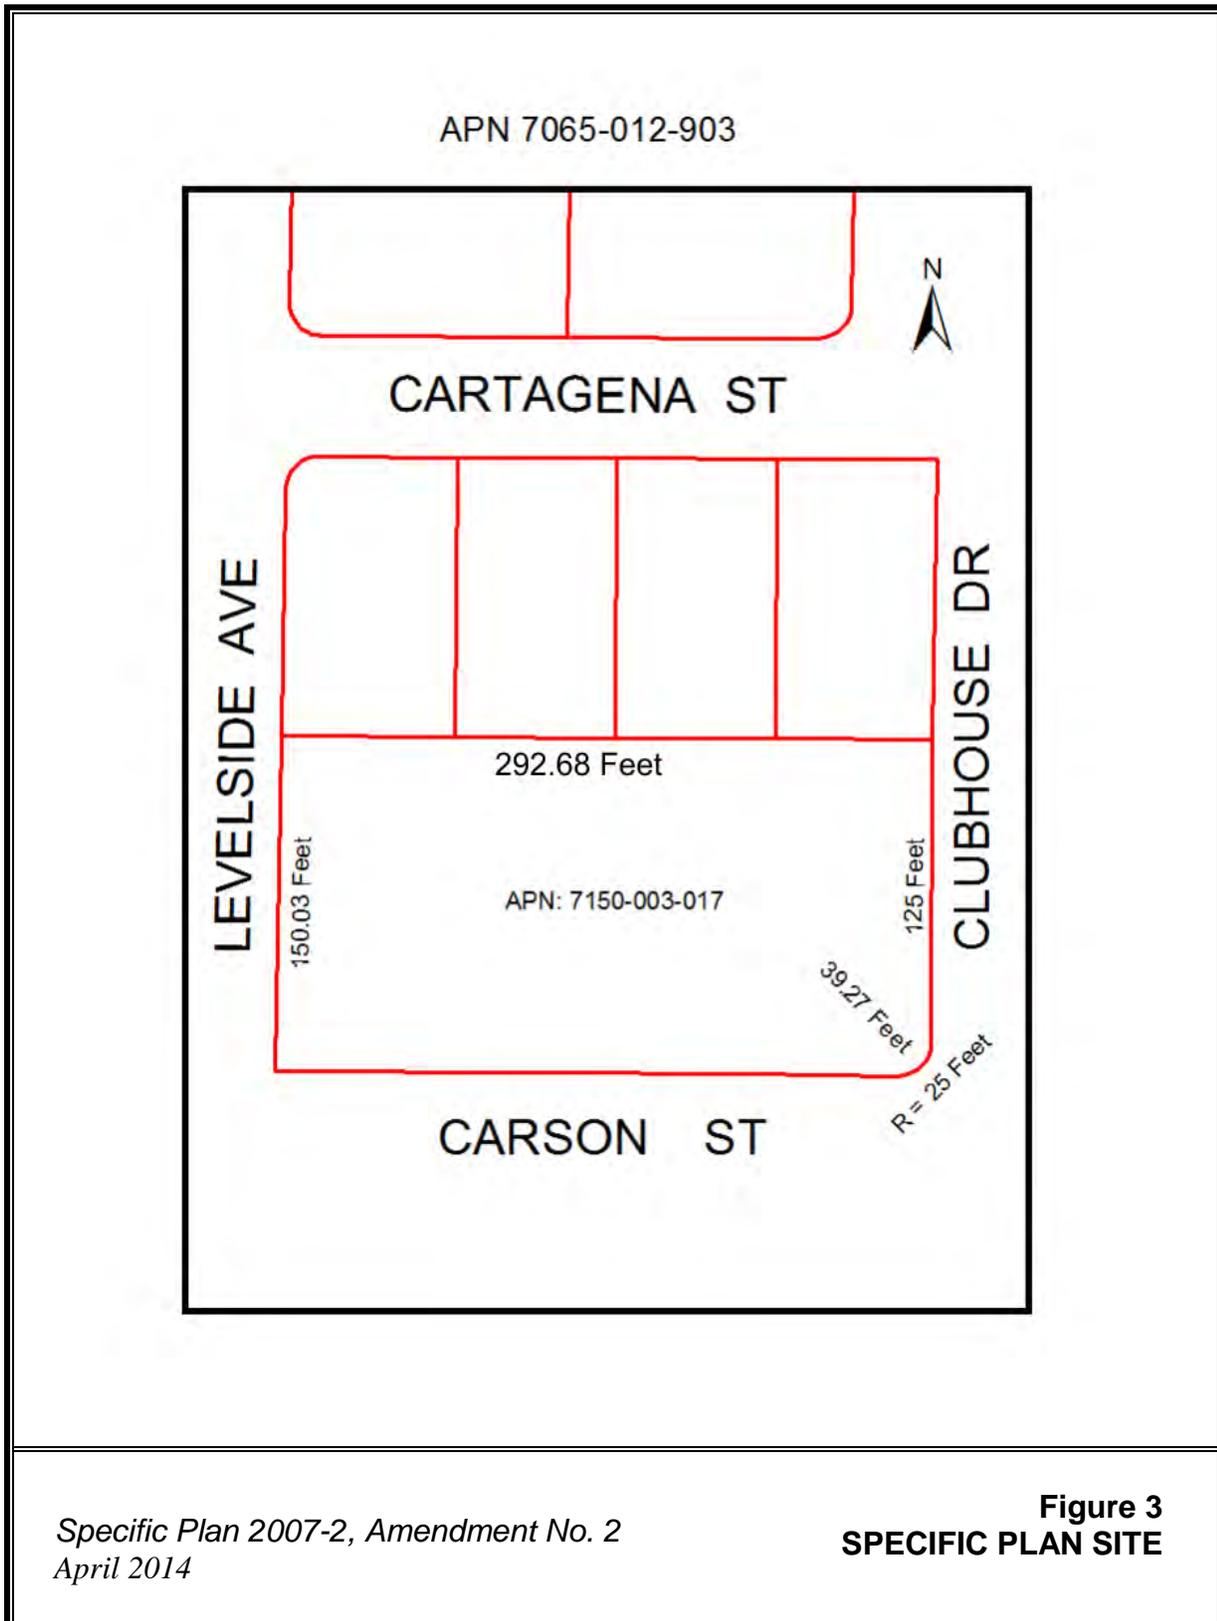 APN 7065-012-903
N
CARTAGENA ST
LEVELSIDE AVE
CLUBHOUSE DR
292.68 Feet
150.03 Feet
APN: 7150-003-017
125 Feet
39.27 Feet
R = 25 Feet
CARSON ST
Specific Plan 2007-2, Amendment No. 2
April 2014
Figure 3
SPECIFIC PLAN SITE